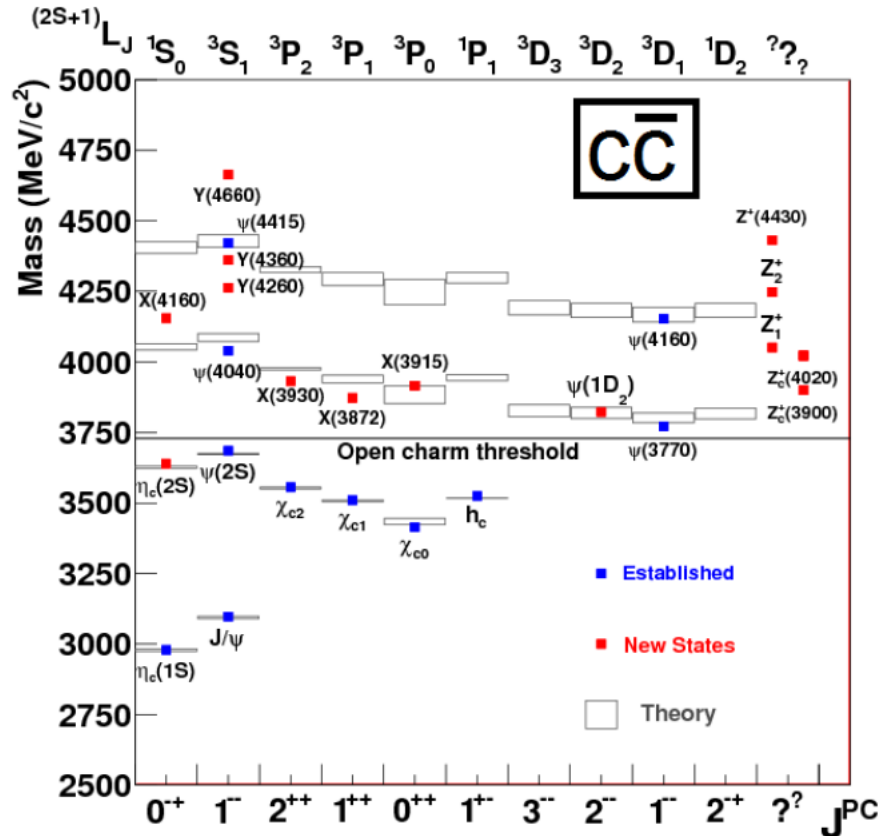 (2S+1)L_J ¹S₀ ³S₁ ³P₂ ³P₁ ³P₀ ¹P₁ ³D₃ ³D₂ ³D₁ ¹D₂ ??_?
Mass (MeV/c²)
5000
4750
4500
4250
4000
3750
3500
3250
3000
2750
2500
cc̅
Y(4660)
ψ(4415)
Y(4360)
Y(4260)
X(4160)
ψ(4040)
X(3930)
X(3872)
X(3915)
ψ(1D₂)
ψ(4160)
ψ(3770)
Z⁺(4430)
Z₂⁺
Z₁⁺
Z_c⁺(4020)
Z_c⁺(3900)
Open charm threshold
η_c(2S)
ψ(2S)
χ_c2
χ_c1
χ_c0
h_c
J/ψ
η_c(1S)
Established
New States
Theory
0⁻⁺ 1⁻⁻ 2⁺⁺ 1⁺⁺ 0⁺⁺ 1⁺⁻ 3⁻⁻ 2⁻⁻ 1⁻⁻ 2⁻⁺ ?^? J^PC